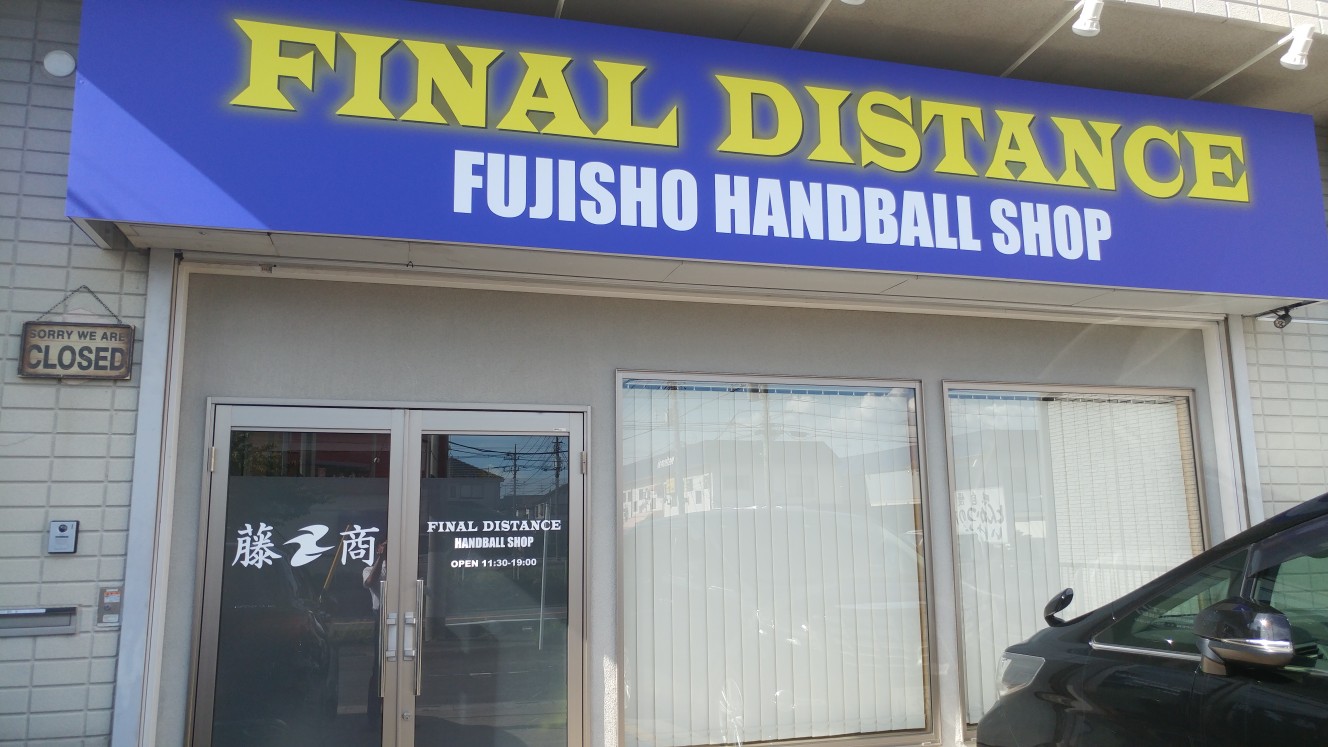 FINAL DISTANCE
FUJISHO HANDBALL SHOP
SORRY WE ARE
CLOSED
藤 商
FINAL DISTANCE
HANDBALL SHOP
OPEN 11:30-19:00